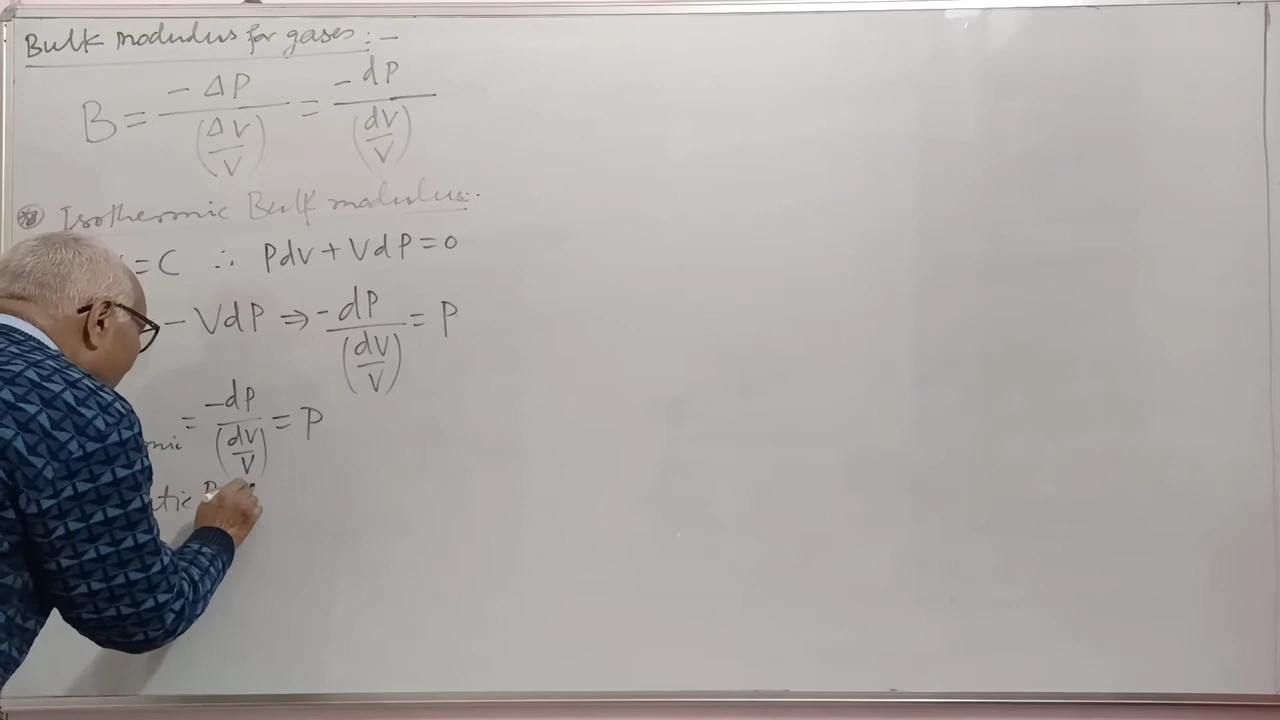 Bulk modulus for gases :-
B = -ΔP / (ΔV/V) = -dP / (dV/V)
Isothermic Bulk modulus:.
= C ∴ PdV + VdP = 0
- VdP ⇒ -dP / (dV/V) = P
= -dP / (dV/V) = P